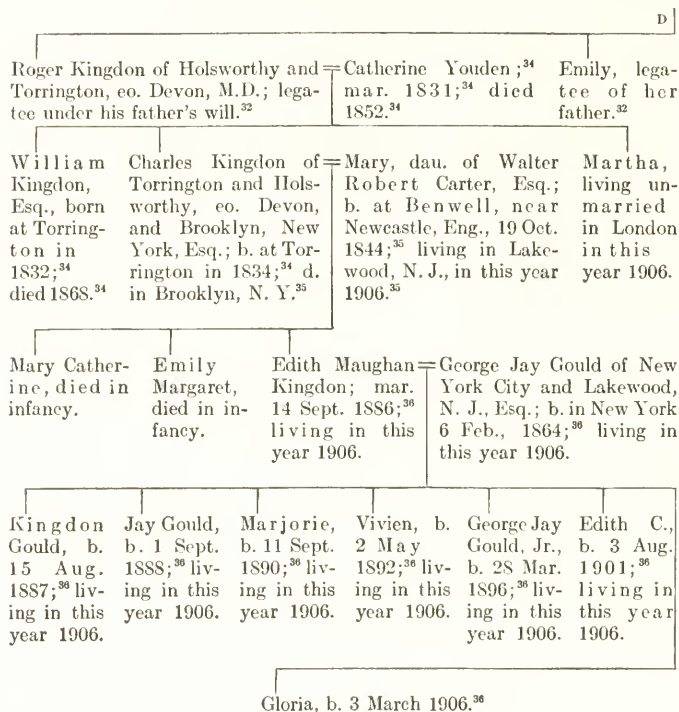 D
Roger Kingdon of Holsworthy and
Torrington, eo. Devon, M.D.; lega-
tee under his father's will.³²
=
Catherine Youden;³⁴
mar. 1831;³⁴ died
1852.³⁴
Emily, lega-
tee of her
father.³²
William
Kingdon,
Esq., born
at Torring-
ton in
1832;³⁴
died 1868.³⁴
Charles Kingdon of
Torrington and Hols-
worthy, eo. Devon,
and Brooklyn, New
York, Esq.; b. at Tor-
rington in 1834;³⁴ d.
in Brooklyn, N. Y.³⁵
=
Mary, dau. of Walter
Robert Carter, Esq.;
b. at Benwell, near
Newcastle, Eng., 19 Oct.
1844;³⁵ living in Lake-
wood, N. J., in this year
1906.³⁵
Martha,
living un-
married
in London
in this
year 1906.
Mary Cather-
ine, died in
infancy.
Emily
Margaret,
died in in-
fancy.
Edith Maughan
Kingdon; mar.
14 Sept. 1886;³⁶
living in this
year 1906.
=
George Jay Gould of New
York City and Lakewood,
N. J., Esq.; b. in New York
6 Feb., 1864;³⁶ living in
this year 1906.
Kingdon
Gould, b.
15 Aug.
1887;³⁶ liv-
ing in this
year 1906.
Jay Gould,
b. 1 Sept.
1888;³⁶ liv-
ing in this
year 1906.
Marjorie,
b. 11 Sept.
1890;³⁶ liv-
ing in this
year 1906.
Vivien, b.
2 May
1892;³⁶ liv-
ing in this
year 1906.
George Jay
Gould, Jr.,
b. 28 Mar.
1896;³⁶ liv-
ing in this
year 1906.
Edith C.,
b. 3 Aug.
1901;³⁶
living in
this year
1906.
Gloria, b. 3 March 1906.³⁶